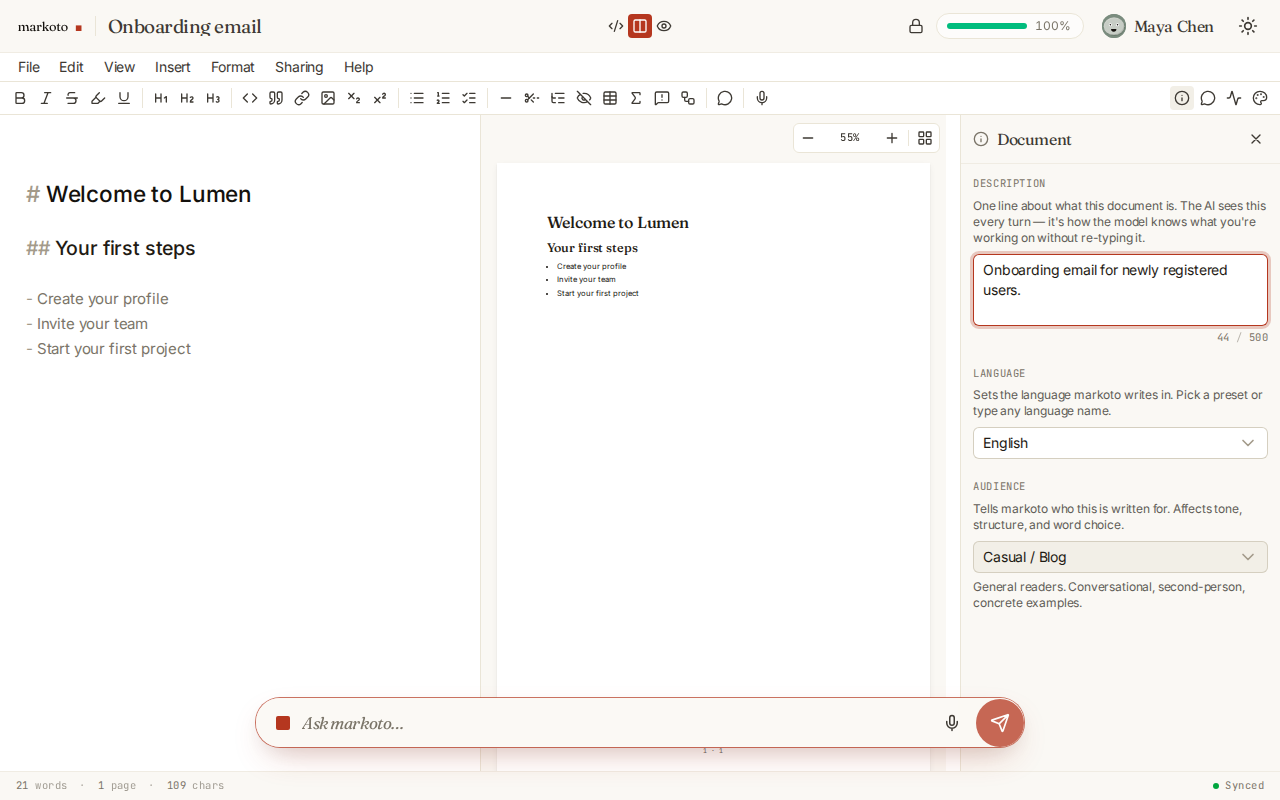 markoto
Onboarding email
100%
Maya Chen
File Edit View Insert Format Sharing Help
H1 H2 H3
55%
Document
# Welcome to Lumen
## Your first steps
- Create your profile
- Invite your team
- Start your first project
Welcome to Lumen
Your first steps
• Create your profile
• Invite your team
• Start your first project
1 · 1
DESCRIPTION
One line about what this document is. The AI sees this
every turn — it's how the model knows what you're
working on without re-typing it.
Onboarding email for newly registered
users.
44 / 500
LANGUAGE
Sets the language markoto writes in. Pick a preset or
type any language name.
English
AUDIENCE
Tells markoto who this is written for. Affects tone,
structure, and word choice.
Casual / Blog
General readers. Conversational, second-person,
concrete examples.
Ask markoto...
21 words · 1 page · 109 chars
Synced